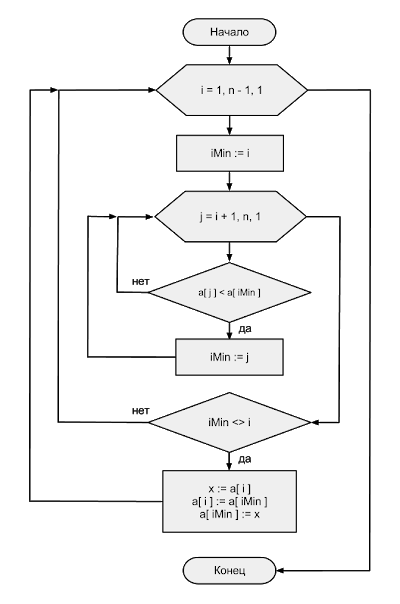 Начало
i = 1, n - 1, 1
iMin := i
j = i + 1, n, 1
нет
a[ j ] < a[ iMin ]
да
iMin := j
нет
iMin <> i
да
x := a[ i ]
a[ i ] := a[ iMin ]
a[ iMin ] := x
Конец